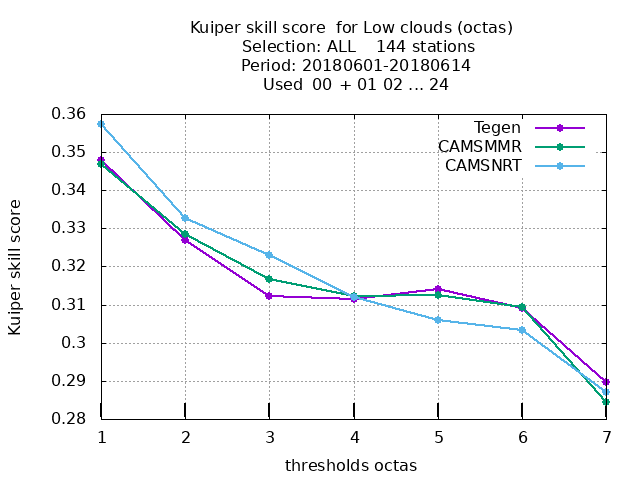 Kuiper skill score  for Low clouds (octas)
Selection: ALL    144 stations
Period: 20180601-20180614
Used  00  + 01 02 ... 24
Kuiper skill score
0.36
0.35
0.34
0.33
0.32
0.31
0.3
0.29
0.28
Tegen
CAMSMMR
CAMSNRT
1 2 3 4 5 6 7
thresholds octas